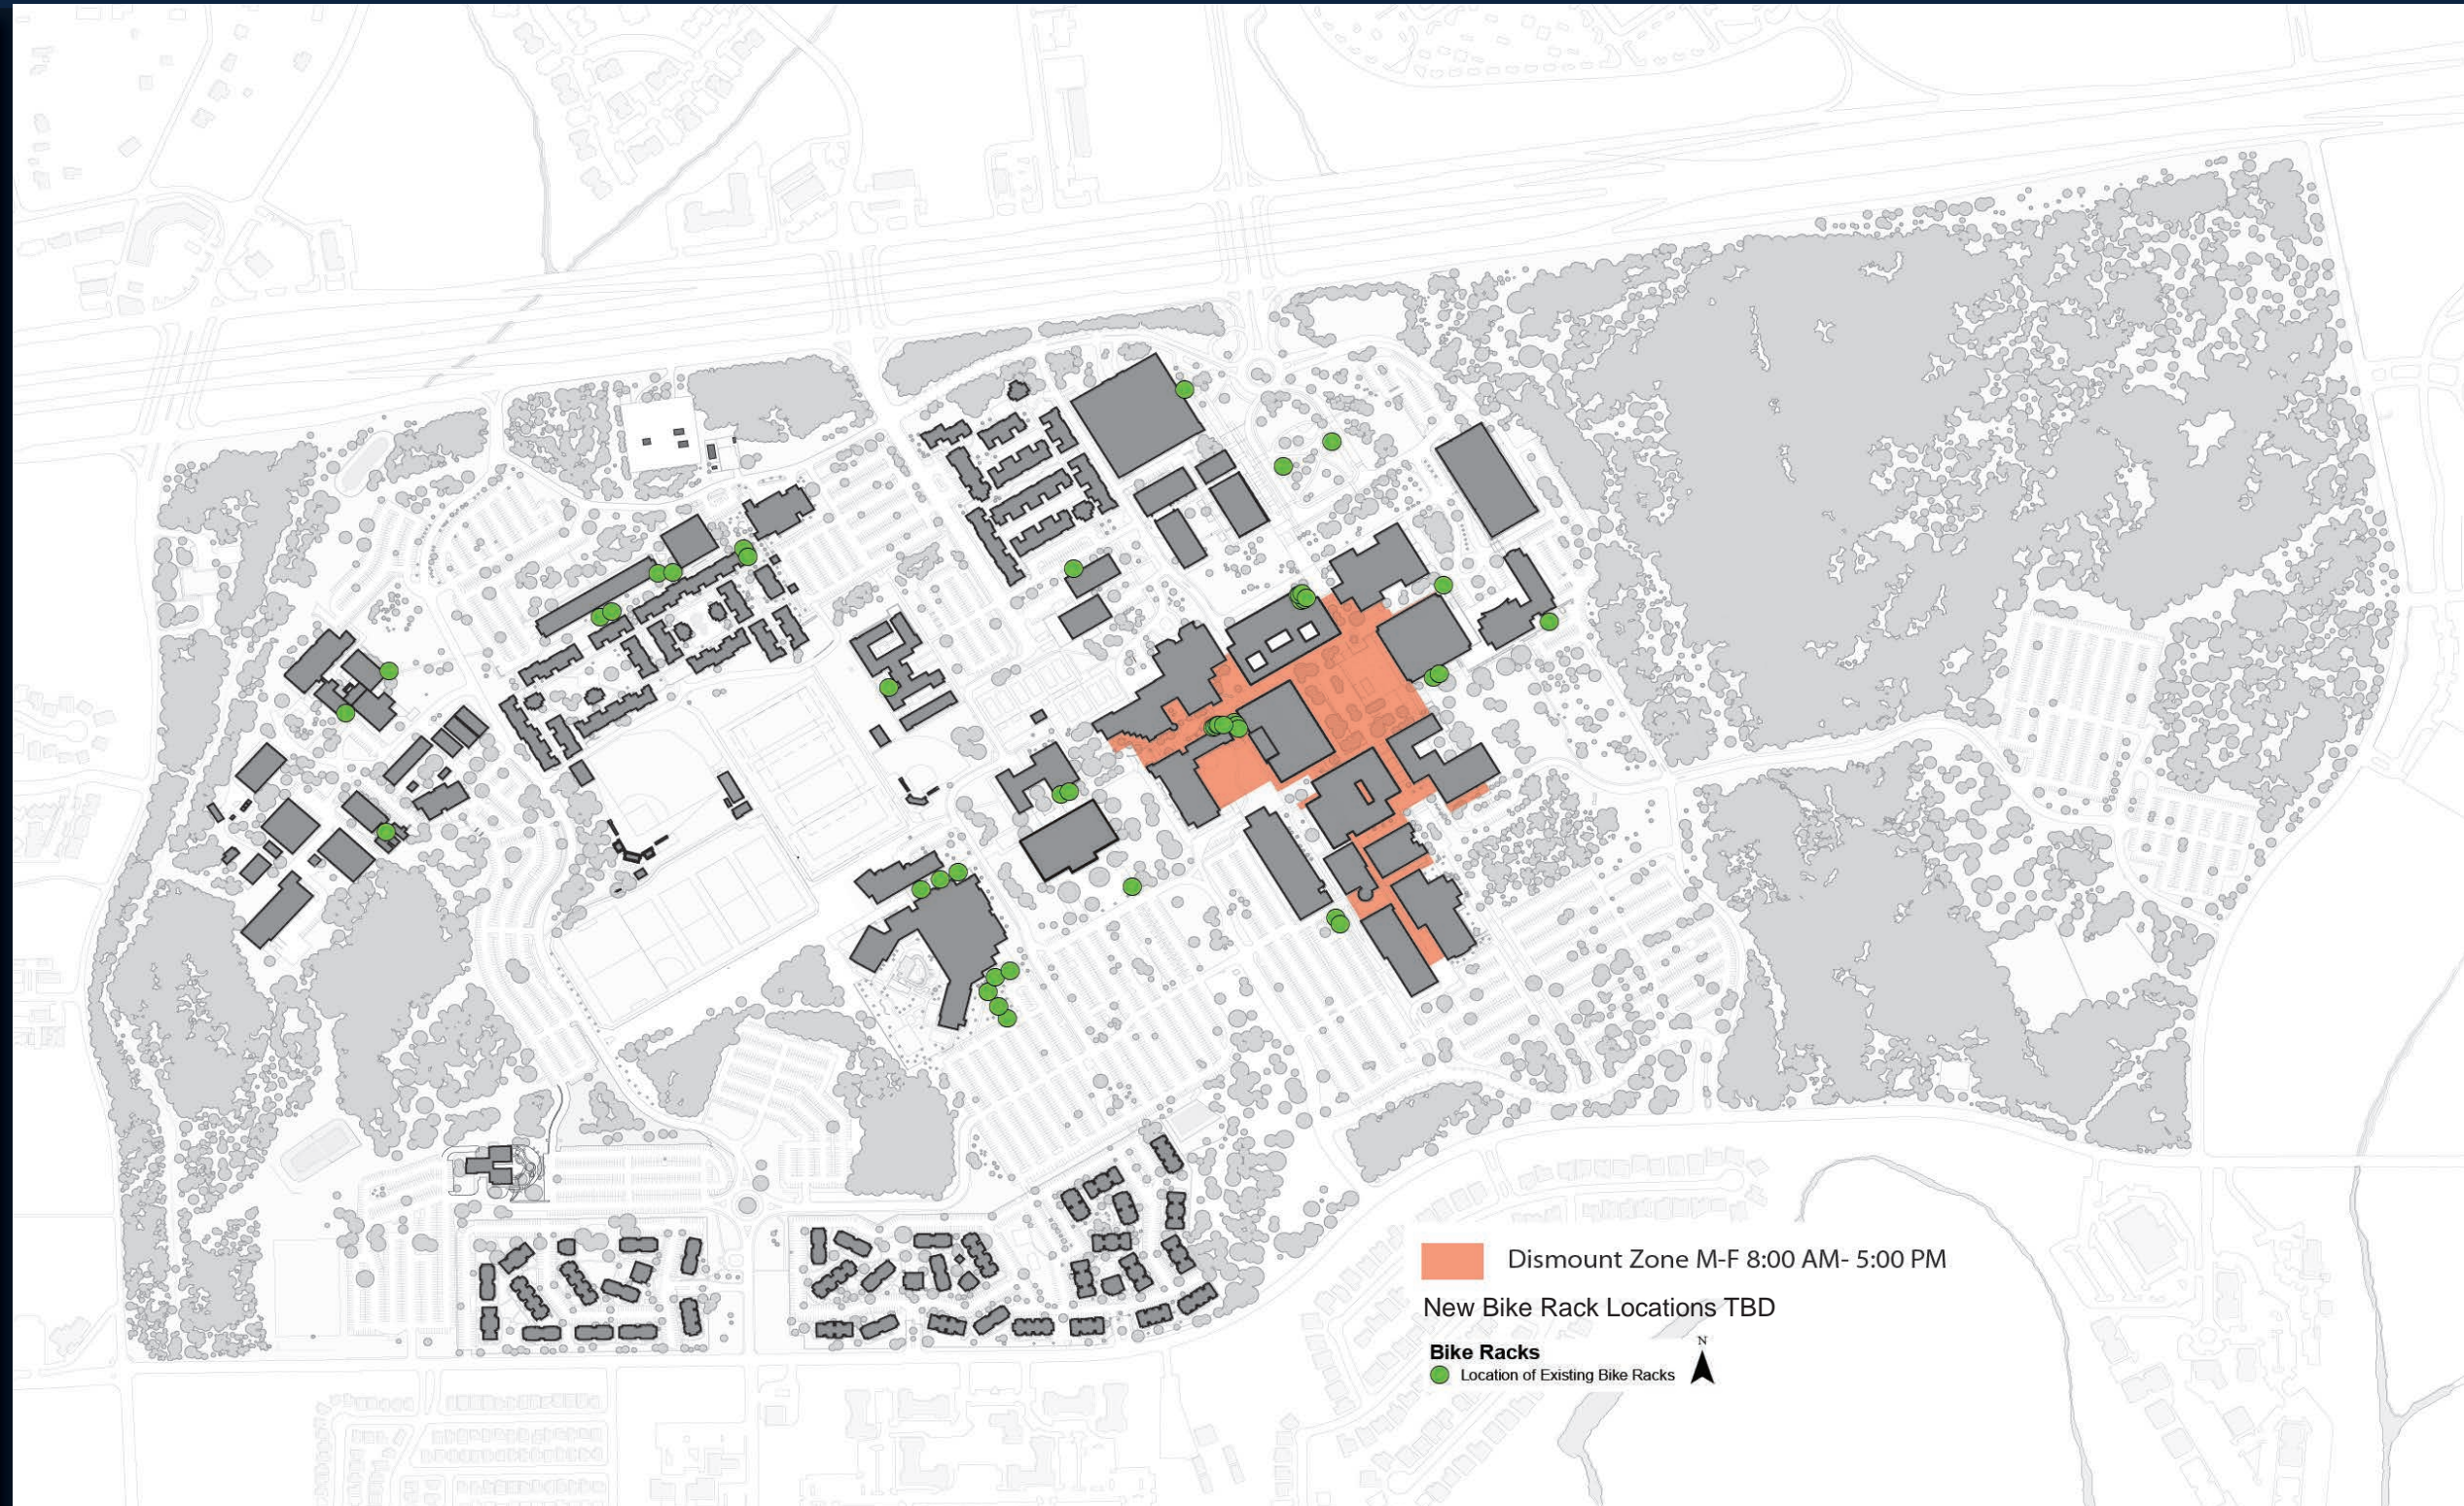 Dismount Zone M-F 8:00 AM- 5:00 PM
New Bike Rack Locations TBD
N
Bike Racks
Location of Existing Bike Racks